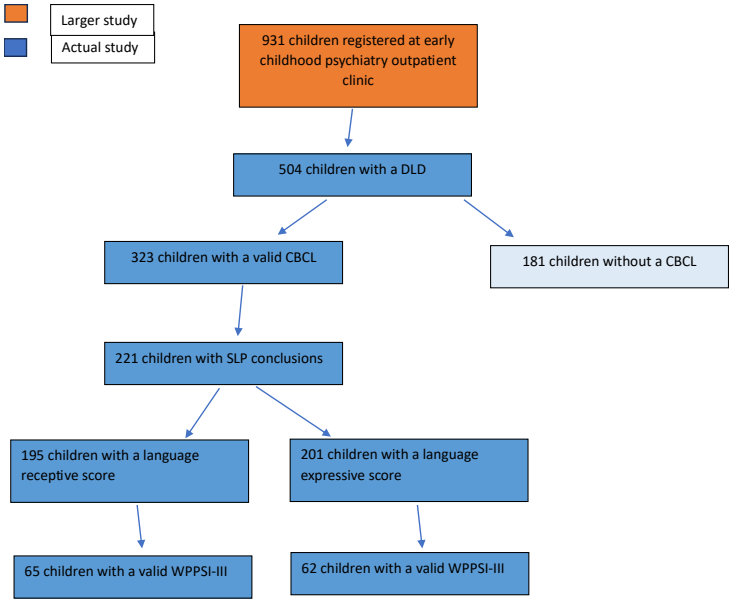 Larger study
Actual study
931 children registered at early
childhood psychiatry outpatient
clinic
504 children with a DLD
323 children with a valid CBCL
181 children without a CBCL
221 children with SLP conclusions
195 children with a language
receptive score
201 children with a language
expressive score
65 children with a valid WPPSI-III
62 children with a valid WPPSI-III